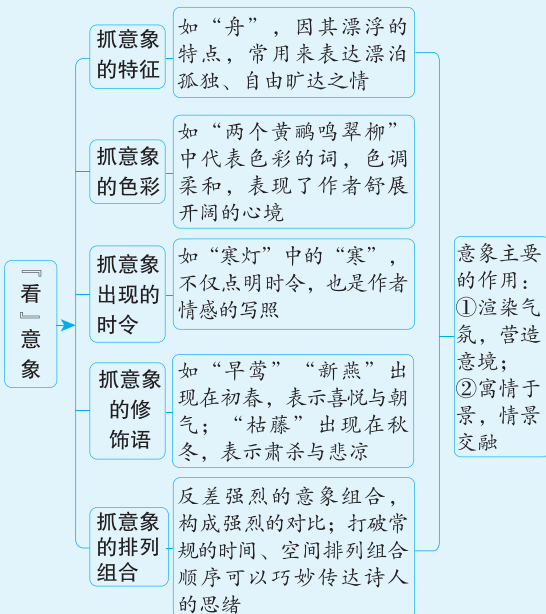 『看』意象
抓意象
的特征
如“舟”，因其漂浮的
特点，常用来表达漂泊
孤独、自由旷达之情
抓意象
的色彩
如“两个黄鹂鸣翠柳”
中代表色彩的词，色调
柔和，表现了作者舒展
开阔的心境
抓意象
出现的
时令
如“寒灯”中的“寒”，
不仅点明时令，也是作者
情感的写照
抓意象
的修
饰语
如“早莺”“新燕”出
现在初春，表示喜悦与朝
气；“枯藤”出现在秋
冬，表示肃杀与悲凉
抓意象
的排列
组合
反差强烈的意象组合，
构成强烈的对比；打破常
规的时间、空间排列组合
顺序可以巧妙传达诗人
的思绪
意象主要
的作用：
①渲染气
氛，营造
意境；
②寓情于
景，情景
交融